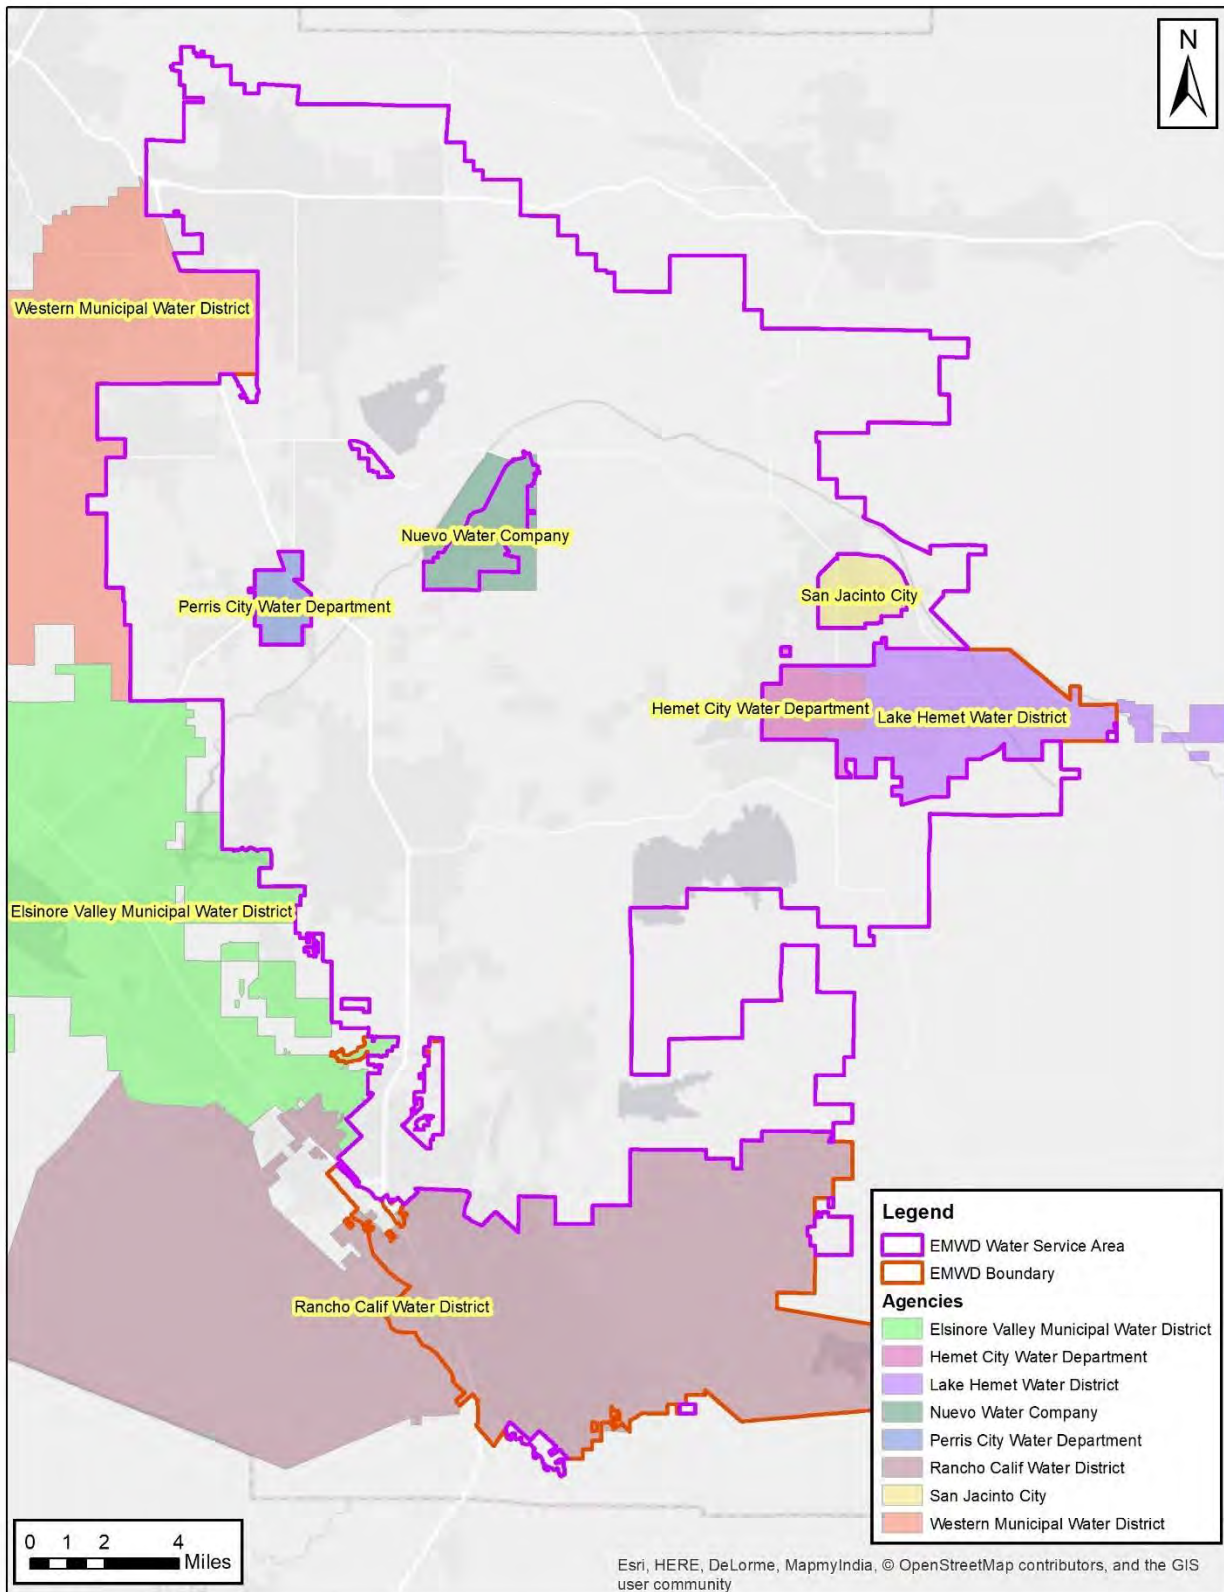 N
Western Municipal Water District
Nuevo Water Company
Perris City Water Department
San Jacinto City
Hemet City Water Department
Lake Hemet Water District
Elsinore Valley Municipal Water District
Rancho Calif Water District
Legend
EMWD Water Service Area
EMWD Boundary
Agencies
Elsinore Valley Municipal Water District
Hemet City Water Department
Lake Hemet Water District
Nuevo Water Company
Perris City Water Department
Rancho Calif Water District
San Jacinto City
Western Municipal Water District
0 1 2 4
Miles
Esri, HERE, DeLorme, MapmyIndia, © OpenStreetMap contributors, and the GIS
user community